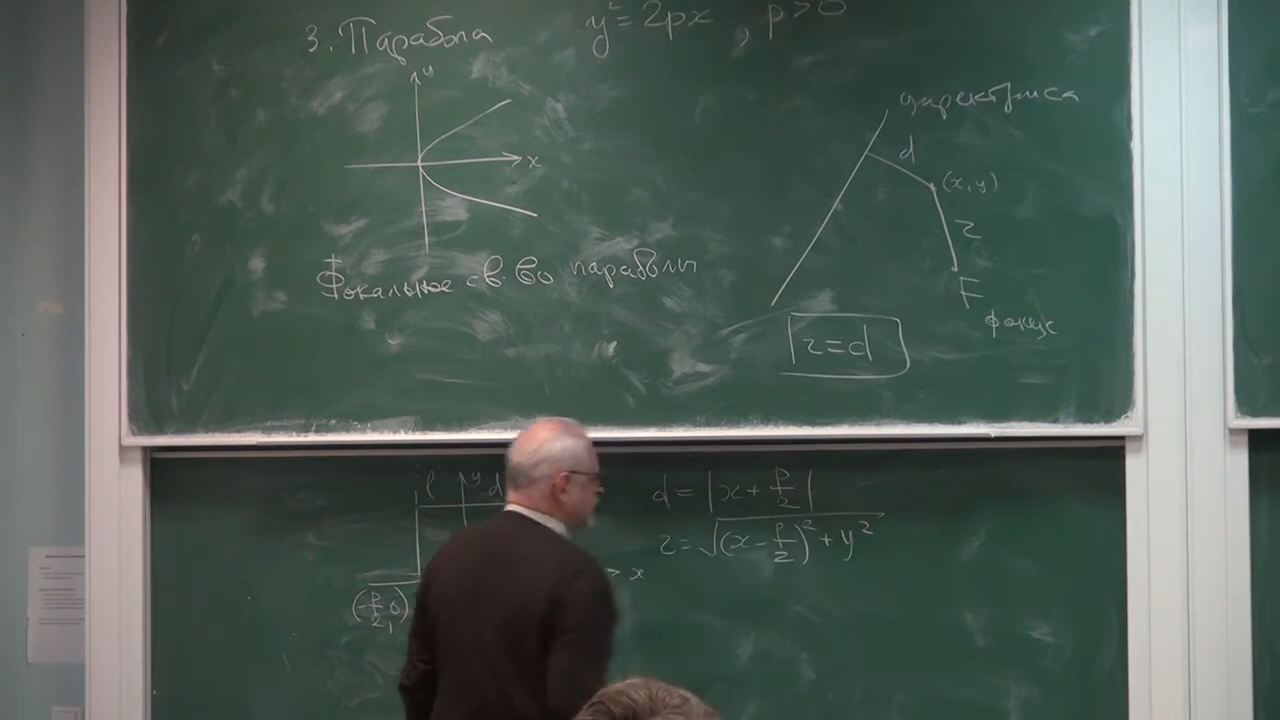 3. Парабола y² = 2px, p > 0
y
x
директриса
d
(x, y)
r
F
фокус
Фокальное св-во параболы
r = d
l y d
d = |x + p/2|
r = √((x - p/2)² + y²)
x
(-p/2, 0)